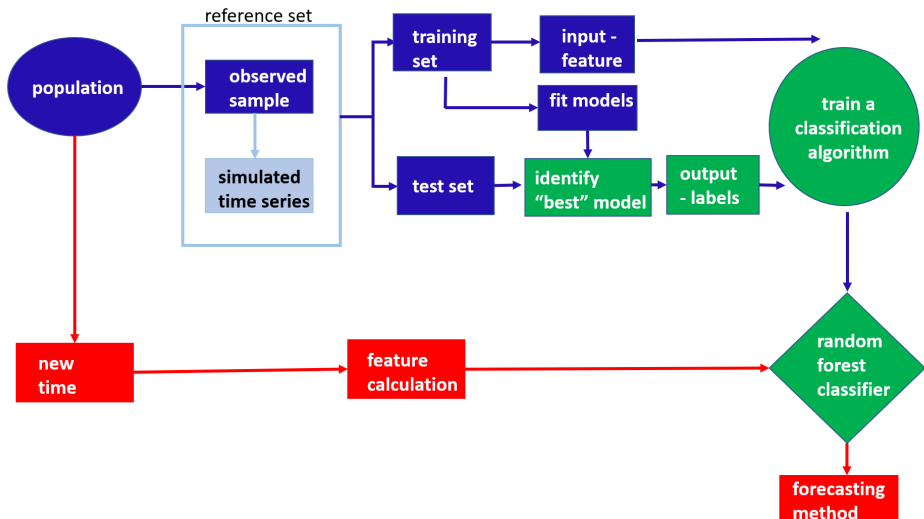 reference set
population
observed
sample
simulated
time series
training
set
input -
feature
fit models
test set
identify
“best” model
output
- labels
train a
classification
algorithm
new
time
feature
calculation
random
forest
classifier
forecasting
method